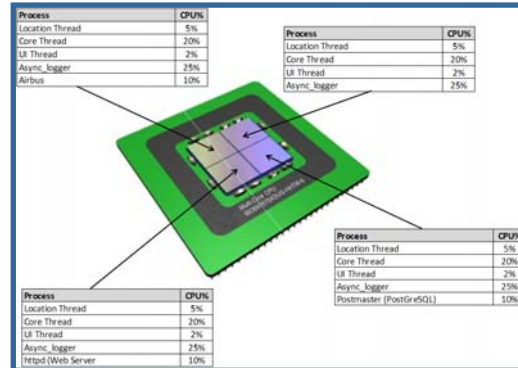 Process CPU%
Location Thread 5%
Core Thread 20%
UI Thread 2%
Async_logger 25%
Airbus 10%
Process CPU%
Location Thread 5%
Core Thread 20%
UI Thread 2%
Async_logger 25%
Multi-Core CPU
Process CPU%
Location Thread 5%
Core Thread 20%
UI Thread 2%
Async_logger 25%
Postmaster (PostGreSQL) 10%
Process CPU%
Location Thread 5%
Core Thread 20%
UI Thread 2%
Async_logger 25%
httpd (Web Server 10%